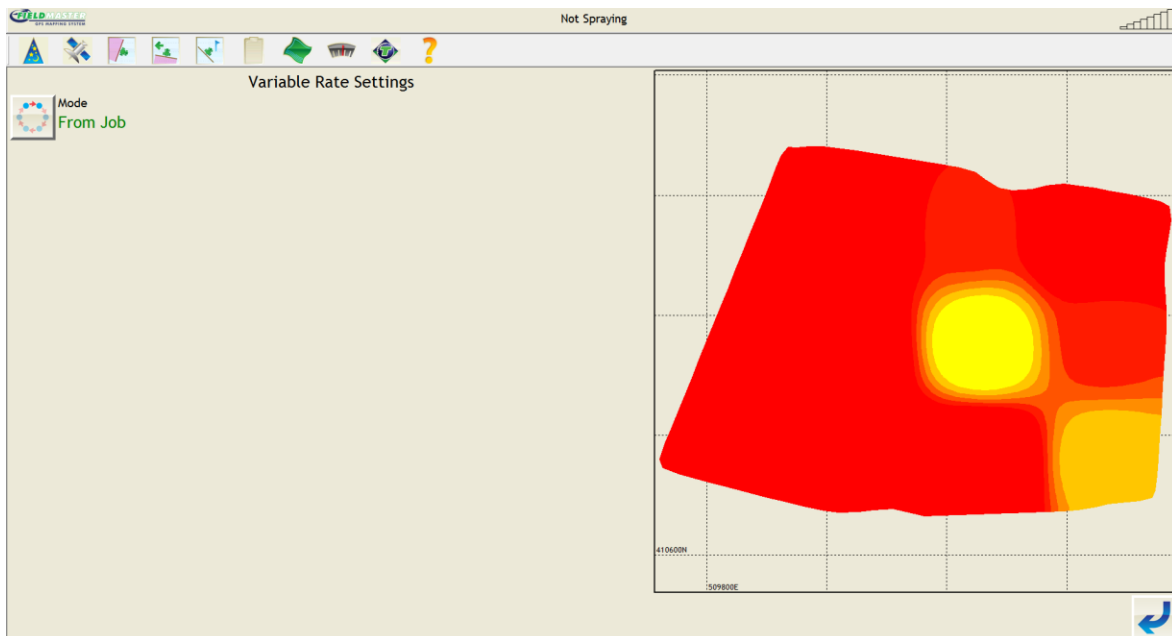 FIELDMASTER
GPS MAPPING SYSTEM
Not Spraying
Variable Rate Settings
Mode
From Job
410600N
509800E